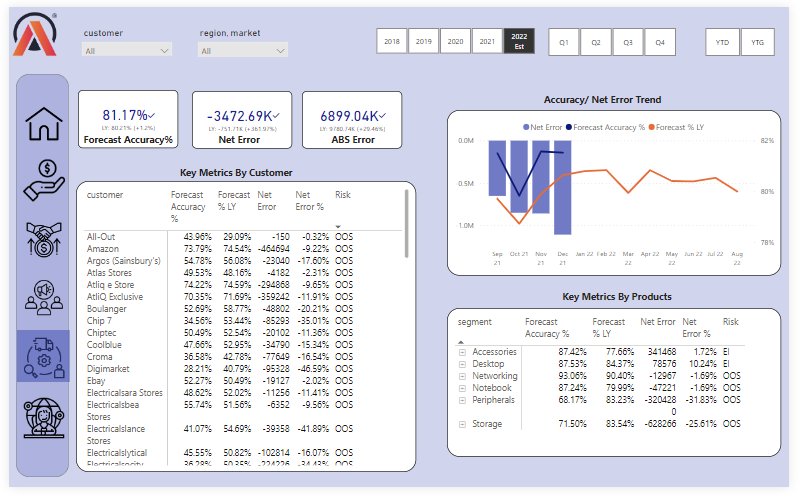 customer
region, market
All
All
2018
2019
2020
2021
2022
Est
Q1
Q2
Q3
Q4
YTD
YTG
81.17%
LY: 80.21% (+1.2%)
Forecast Accuracy%
-3472.69K
LY: -751.71K (+361.97%)
Net Error
6899.04K
LY: 9780.74K (+29.46%)
ABS Error
Key Metrics By Customer
customer Forecast Accuracy % Forecast % LY Net Error Net Error % Risk
All-Out 43.96% 29.09% -150 -0.32% OOS
Amazon 73.79% 74.54% -464694 -9.22% OOS
Argos (Sainsbury's) 54.78% 56.08% -23040 -17.60% OOS
Atlas Stores 49.53% 48.16% -4182 -2.31% OOS
Atliq e Store 74.22% 74.59% -294868 -9.65% OOS
AtliQ Exclusive 70.35% 71.69% -359242 -11.91% OOS
Boulanger 52.69% 58.77% -48802 -20.21% OOS
Chip 7 34.56% 53.44% -85293 -35.01% OOS
Chiptec 50.49% 52.54% -20102 -11.36% OOS
Coolblue 47.66% 52.95% -34790 -15.34% OOS
Croma 36.58% 42.78% -77649 -16.54% OOS
Digimarket 28.21% 40.79% -95328 -46.59% OOS
Ebay 52.27% 50.49% -19127 -2.02% OOS
Electricalsara Stores 48.62% 52.02% -11256 -11.41% OOS
Electricalsbea Stores 55.74% 51.56% -6352 -9.56% OOS
Electricalslance Stores 41.07% 54.69% -39358 -41.89% OOS
Electricalslytical 45.55% 50.82% -102814 -16.07% OOS
Electricalsocity 36.28% 50.35% -224226 -34.43% OOS
Accuracy/ Net Error Trend
Net Error Forecast Accuracy % Forecast % LY
0.0M
0.5M
-1.0M
82%
80%
78%
Sep 21 Oct 21 Nov 21 Dec 21 Jan 22 Feb 22 Mar 22 Apr 22 May 22 Jun 22 Jul 22 Aug 22
Key Metrics By Products
segment Forecast Accuracy % Forecast % LY Net Error Net Error % Risk
Accessories 87.42% 77.66% 341468 1.72% EI
Desktop 87.53% 84.37% 78576 10.24% EI
Networking 93.06% 90.40% -12967 -1.69% OOS
Notebook 87.24% 79.99% -47221 -1.69% OOS
Peripherals 68.17% 83.23% -3204280 -31.83% OOS
Storage 71.50% 83.54% -628266 -25.61% OOS